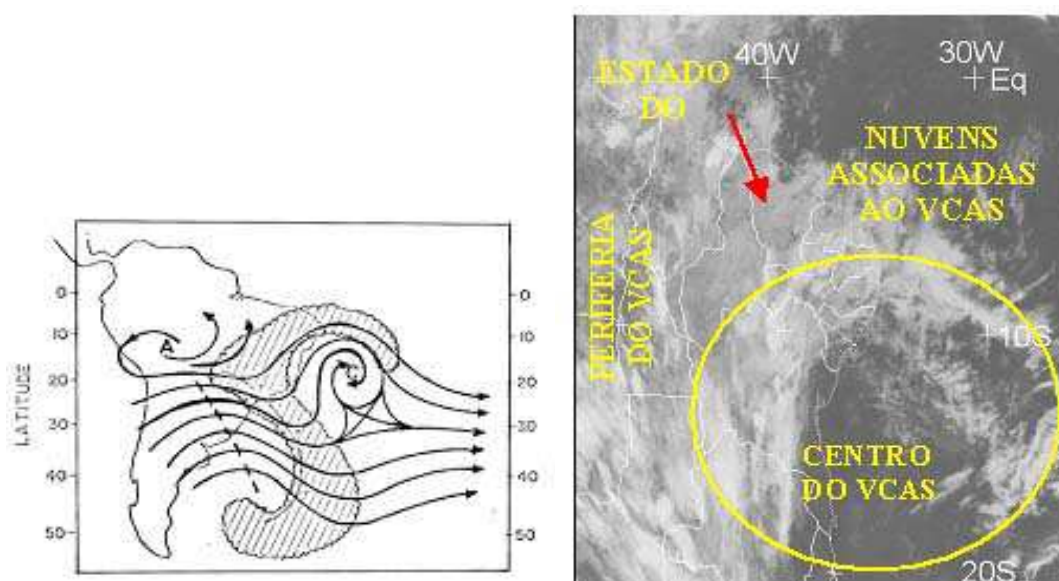 LATITUDE
0
10
20
30
40
50
A
0
10
20
30
40
50
40W
30W
Eq
ESTADO
DO
NUVENS
ASSOCIADAS
AO VCAS
PERIFERIA
DO VCAS
10S
CENTRO
DO VCAS
20S